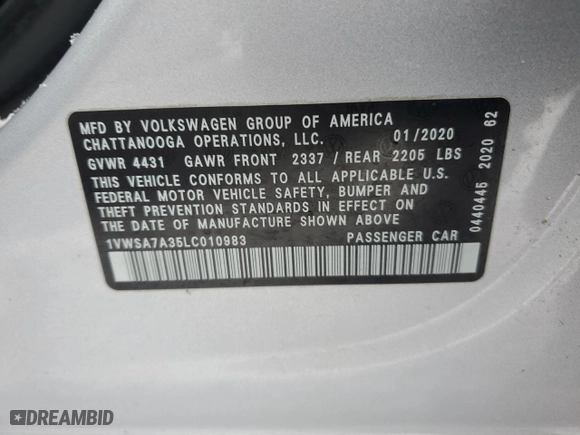 MFD BY VOLKSWAGEN GROUP OF AMERICA
CHATTANOOGA OPERATIONS, LLC. 01/2020
GVWR 4431 GAWR FRONT 2337 / REAR 2205 LBS
THIS VEHICLE CONFORMS TO ALL APPLICABLE U.S.
FEDERAL MOTOR VEHICLE SAFETY, BUMPER AND
THEFT PREVENTION STANDARDS IN EFFECT ON
THE DATE OF MANUFACTURE SHOWN ABOVE
1VWSA7A35LC010983 PASSENGER CAR
0440445 2020 62
DREAMBID